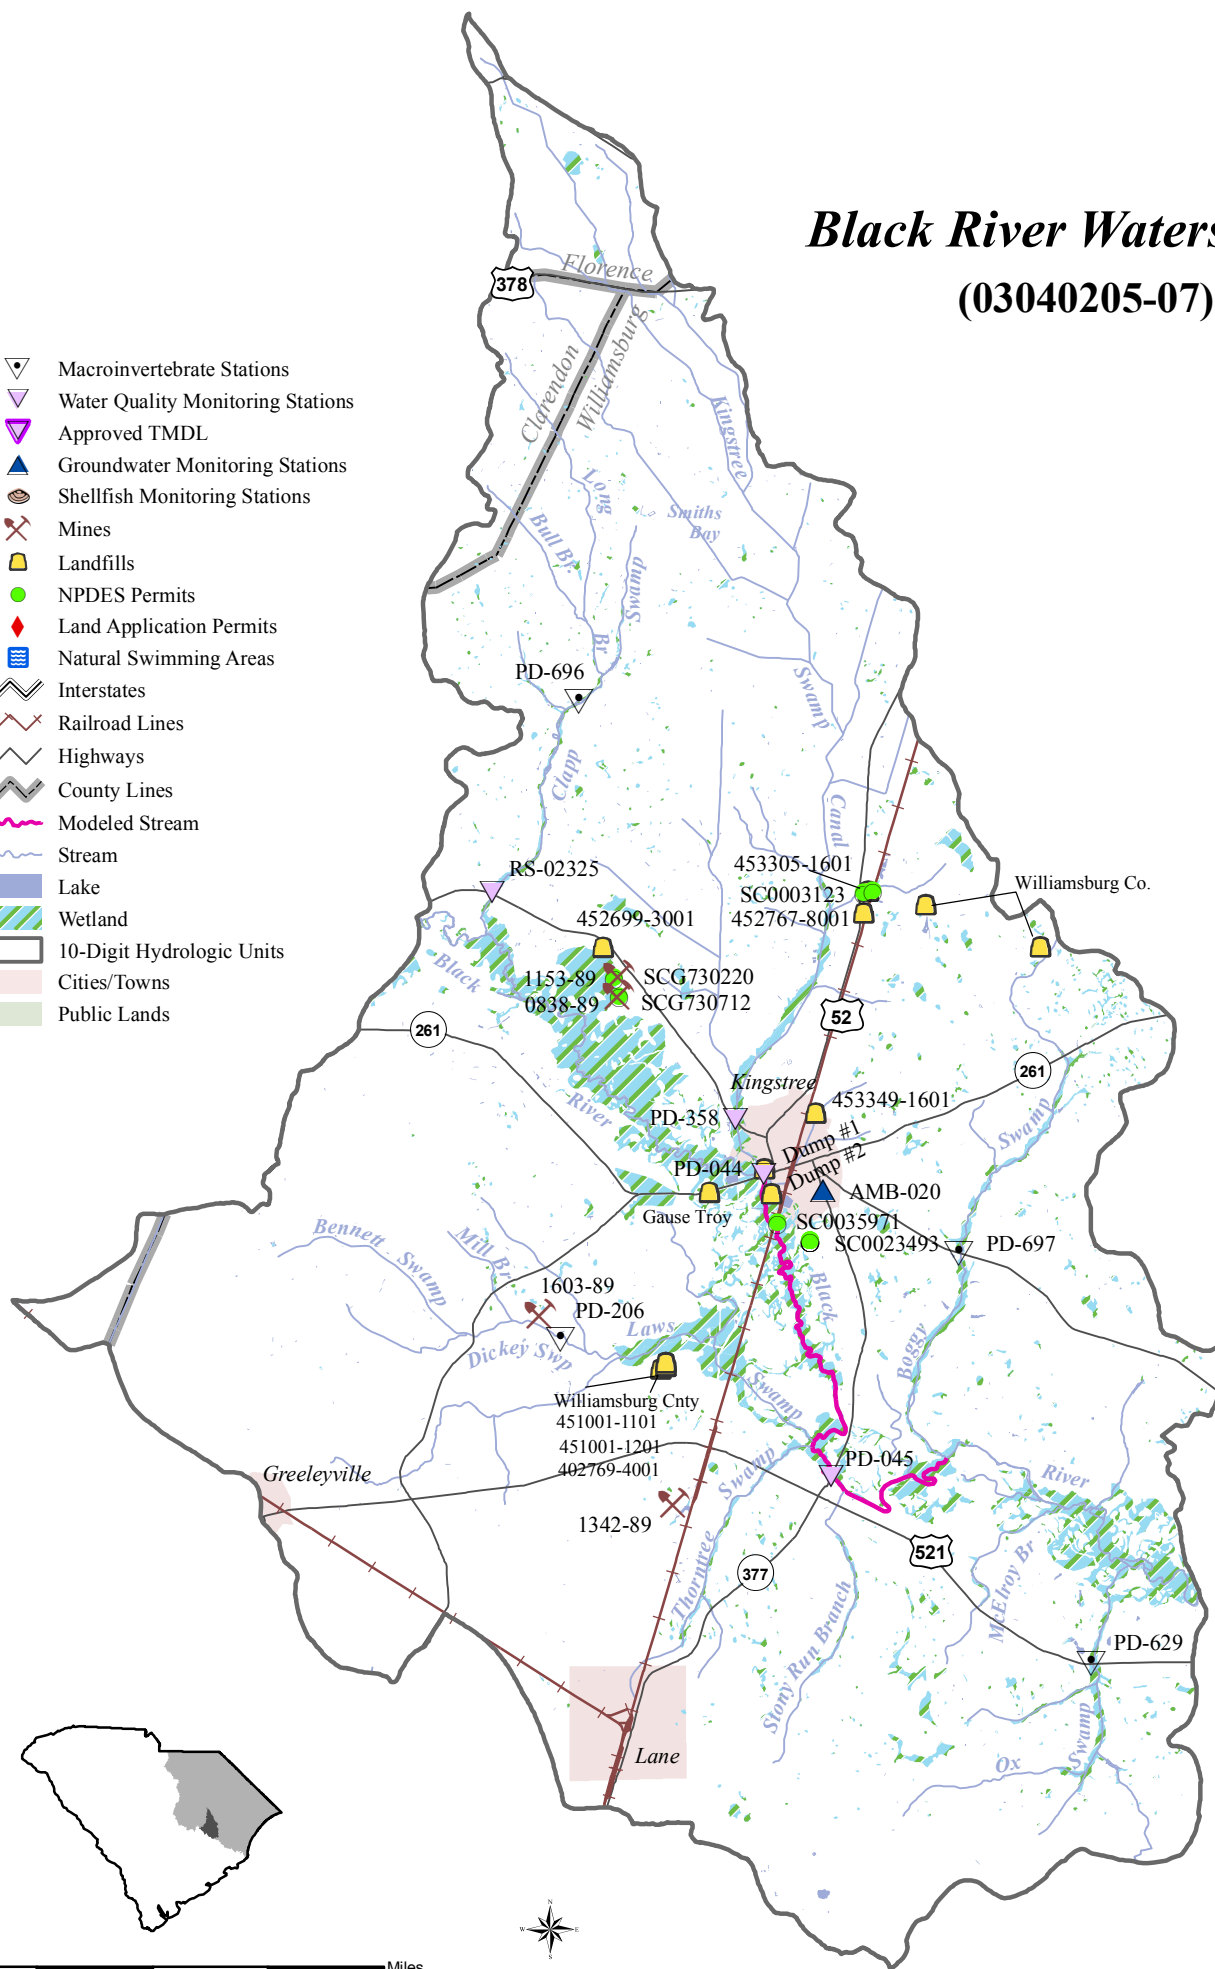 Black River Waters
(03040205-07)
Florence
378
Clarendon
Williamsburg
Macroinvertebrate Stations
Water Quality Monitoring Stations
Approved TMDL
Groundwater Monitoring Stations
Shellfish Monitoring Stations
Mines
Landfills
NPDES Permits
Land Application Permits
Natural Swimming Areas
Interstates
Railroad Lines
Highways
County Lines
Modeled Stream
Stream
Lake
Wetland
10-Digit Hydrologic Units
Cities/Towns
Public Lands
Kingstree
Long
Smiths
Bay
Bull Br.
Swamp
Br
PD-696
Swamp
Clapp
Canal
RS-02325
453305-1601
SC0003123
452767-8001
Williamsburg Co.
452699-3001
Black
1153-89
SCG730220
0838-89
SCG730712
52
261
261
Kingstree
453349-1601
River
PD-358
Swamp
Dump #1
PD-044
Dump #2
AMB-020
Gause Troy
SC0035971
SC0023493
PD-697
Bennett Swamp
Mill Br
1603-89
PD-206
Black
Laws
Dickey Swp
Boggy
Swamp
Williamsburg Cnty
451001-1101
451001-1201
402769-4001
Swamp
PD-045
River
Greeleyville
1342-89
521
377
Thorntree
McElroy Br
Stony Run Branch
PD-629
Swamp
Ox
Lane
N
W
E
S
Miles